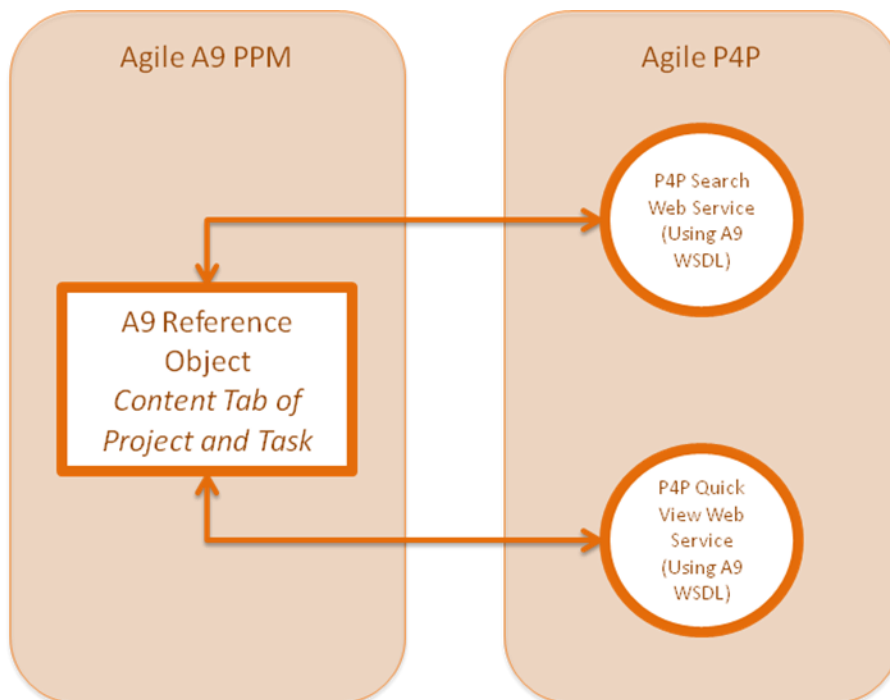 Agile A9 PPM
Agile P4P
P4P Search
Web Service
(Using A9
WSDL)
A9 Reference
Object
Content Tab of
Project and Task
P4P Quick
View Web
Service
(Using A9
WSDL)